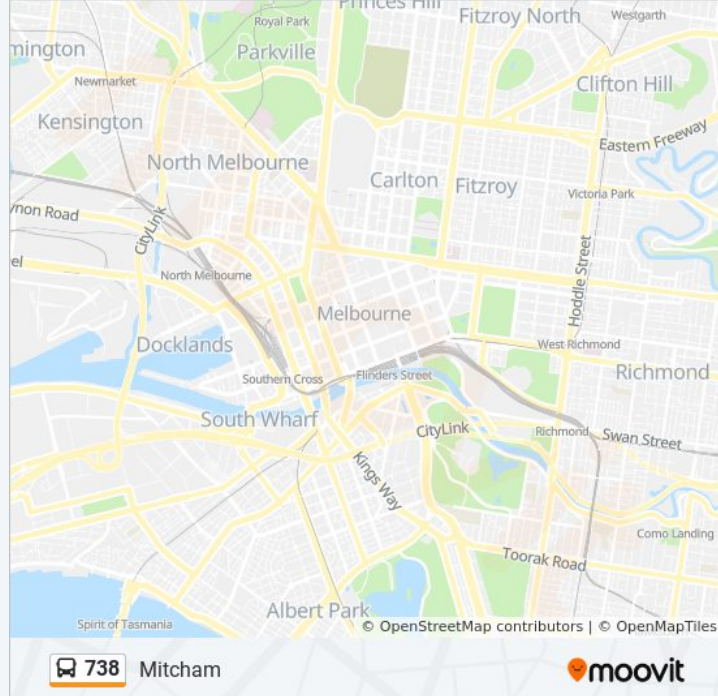 Princes Hill
Fitzroy North
Westgarth
Royal Park
mington
Parkville
Newmarket
Clifton Hill
Kensington
Eastern Freeway
North Melbourne
Carlton
Fitzroy
Victoria Park
ynon Road
CityLink
Hoddle Street
el
North Melbourne
Melbourne
Docklands
West Richmond
Richmond
Southern Cross
Flinders Street
South Wharf
CityLink
Richmond
Swan Street
Kings Way
Como Landing
Toorak Road
Albert Park
Spirit of Tasmania
© OpenStreetMap contributors | © OpenMapTiles
738 Mitcham
moovit